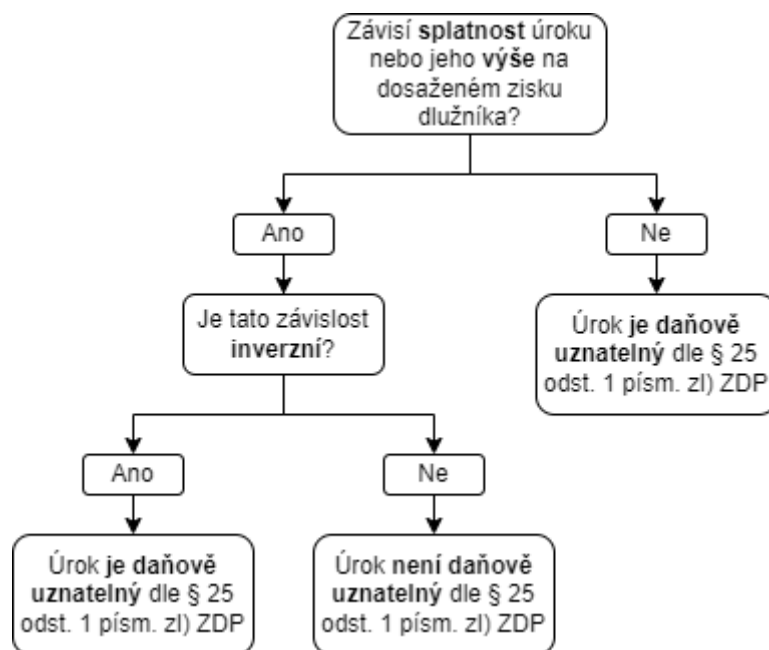 Závisí splatnost úroku
nebo jeho výše na
dosaženém zisku
dlužníka?
Ano
Ne
Je tato závislost
inverzní?
Úrok je daňově
uznatelný dle § 25
odst. 1 písm. zl) ZDP
Ano
Ne
Úrok je daňově
uznatelný dle § 25
odst. 1 písm. zl) ZDP
Úrok není daňově
uznatelný dle § 25
odst. 1 písm. zl) ZDP